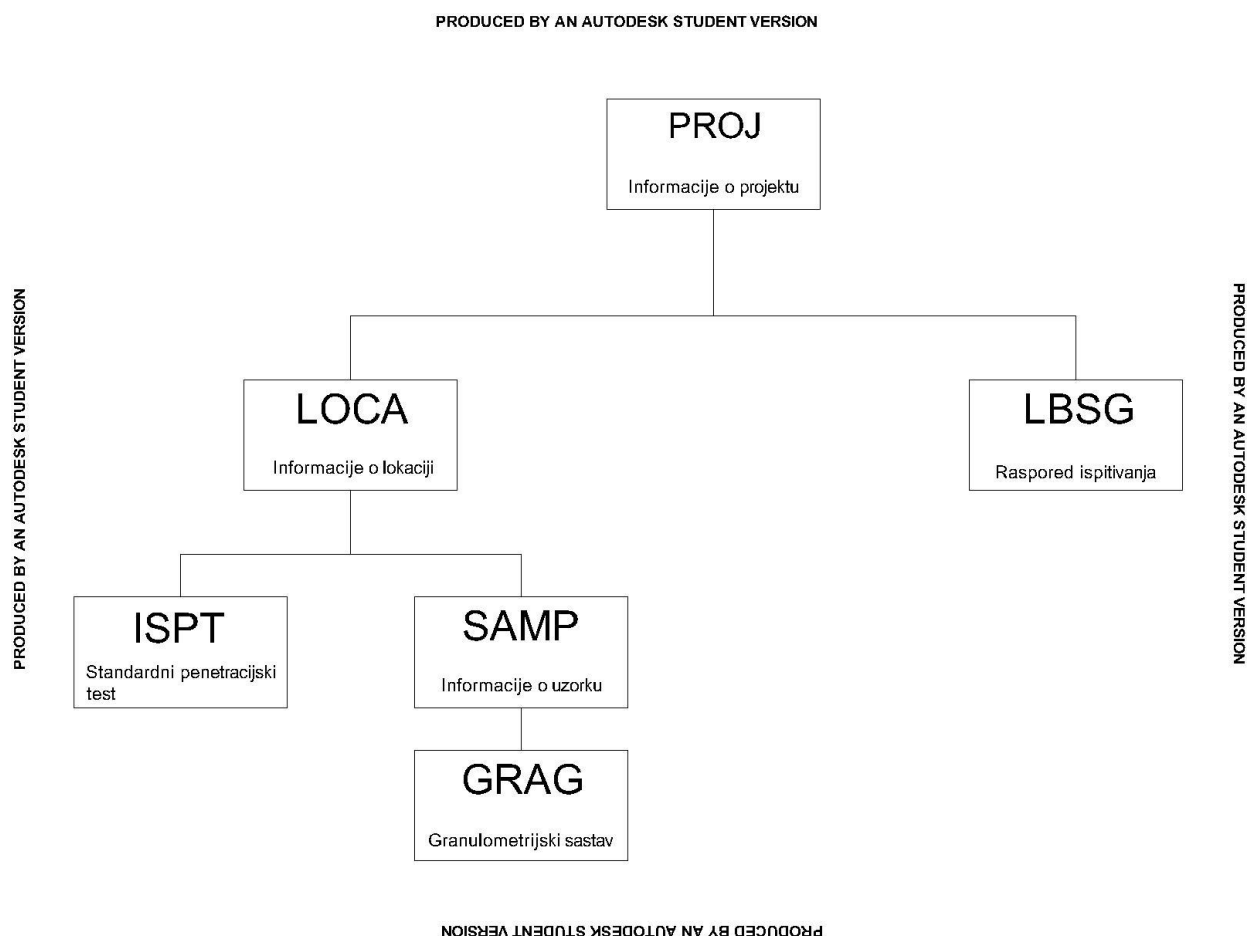 PRODUCED BY AN AUTODESK STUDENT VERSION
PROJ
Informacije o projektu
PRODUCED BY AN AUTODESK STUDENT VERSION
PRODUCED BY AN AUTODESK STUDENT VERSION
LOCA
Informacije o lokaciji
LBSG
Raspored ispitivanja
ISPT
Standardni penetracijski
test
SAMP
Informacije o uzorku
GRAG
Granulometrijski sastav
PRODUCED BY AN AUTODESK STUDENT VERSION